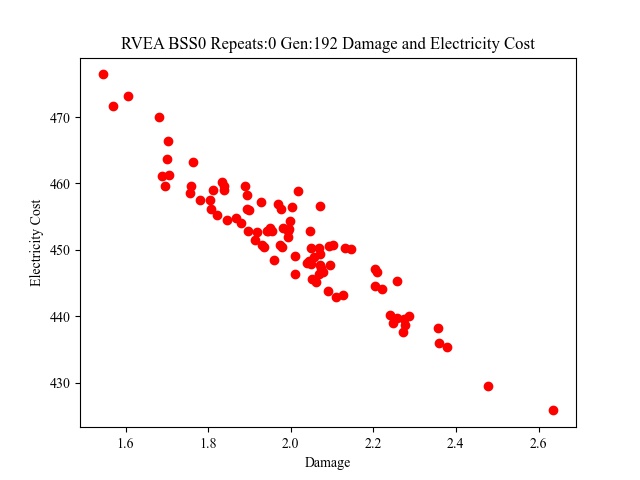 RVEA BSS0 Repeats:0 Gen:192 Damage and Electricity Cost
470
460
450
440
430
Electricity Cost
1.6 1.8 2.0 2.2 2.4 2.6
Damage